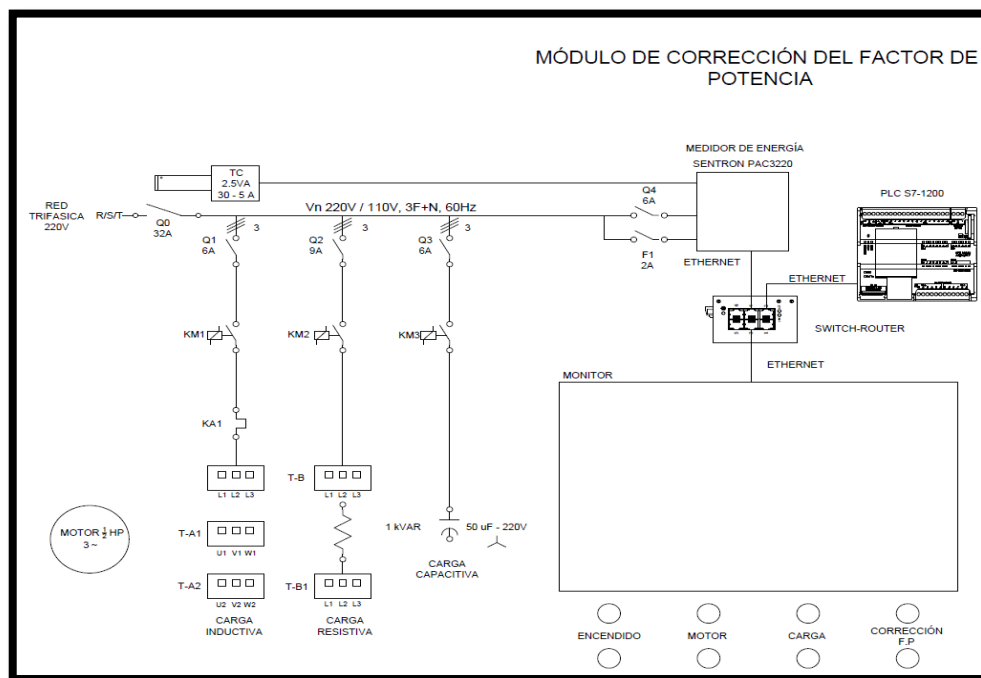 MÓDULO DE CORRECCIÓN DEL FACTOR DE
POTENCIA
MEDIDOR DE ENERGÍA
SENTRON PAC3220
TC
2.5VA
30 - 5 A
Q4
6A
PLC S7-1200
RED
TRIFASICA
220V
R/S/T
Q0
32A
Vn 220V / 110V, 3F+N, 60Hz
3
3
3
Q1
6A
Q2
9A
Q3
6A
F1
2A
ETHERNET
ETHERNET
KM1
KM2
KM3
SWITCH-ROUTER
ETHERNET
MONITOR
KA1
T-B
L1 L2 L3
L1 L2 L3
MOTOR ½ HP
3 ~
T-A1
U1 V1 W1
1 kVAR
50 uF - 220V
CARGA
CAPACITIVA
T-A2
U2 V2 W2
T-B1
L1 L2 L3
CARGA
INDUCTIVA
CARGA
RESISTIVA
ENCENDIDO
MOTOR
CARGA
CORRECCIÓN
F.P